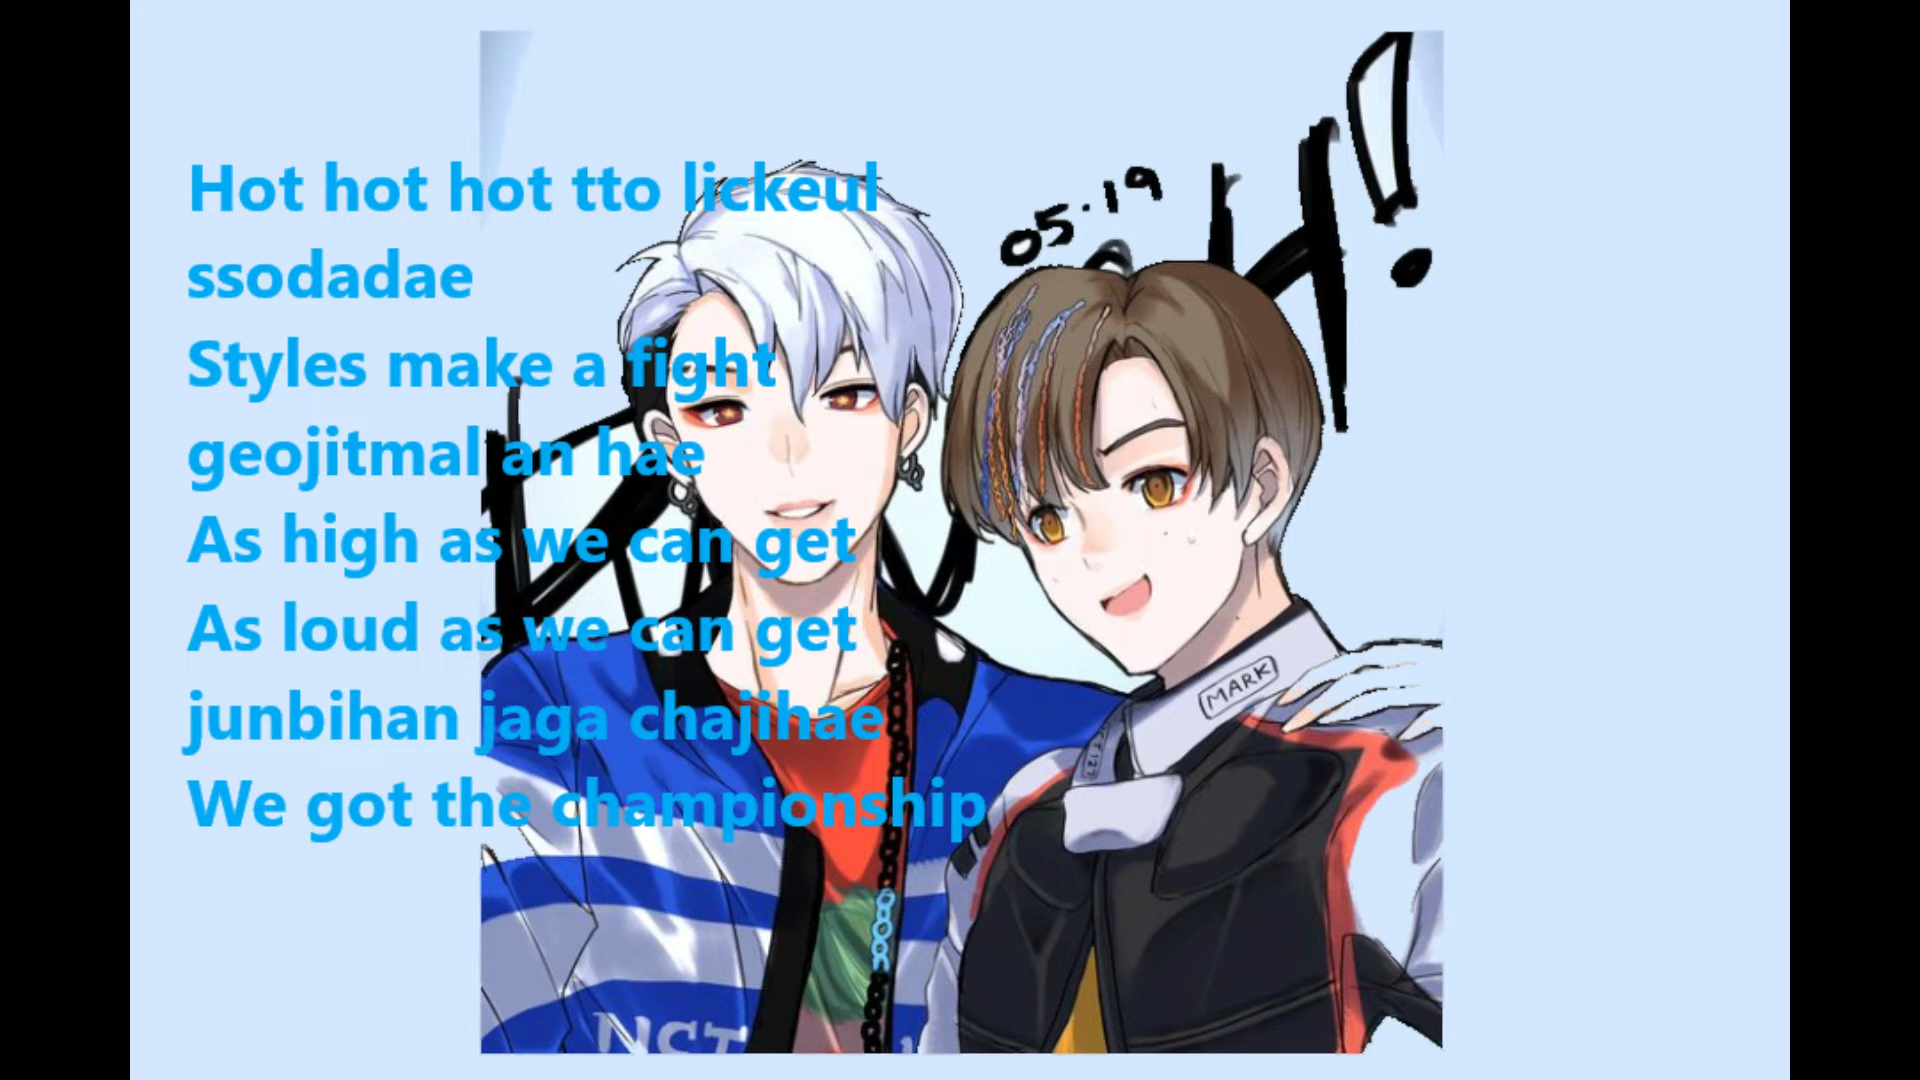 Hot hot hot tto lickeul
ssodadae
Styles make a fight
geojitmal an hae
As high as we can get
As loud as we can get
junbihan jaga chajihae
We got the championship
05.19
H!
MARK
NCT